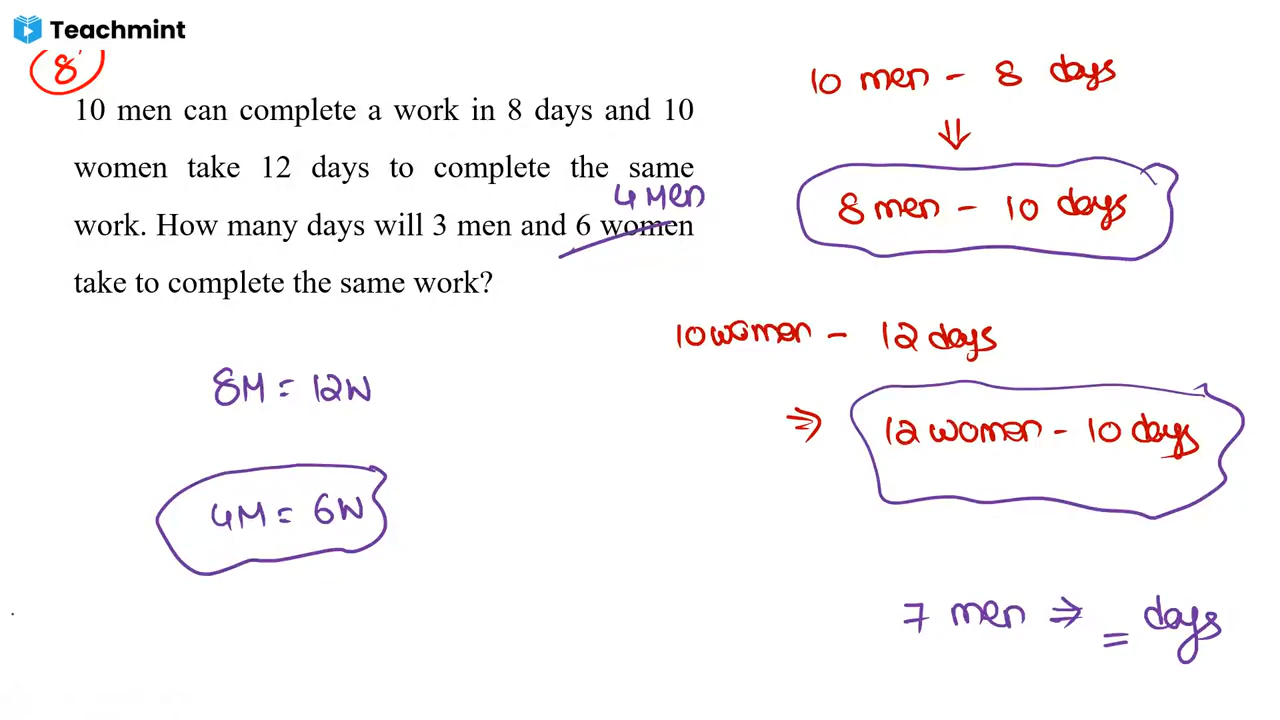 Teachmint
8
10 men can complete a work in 8 days and 10
women take 12 days to complete the same
4 Men
work. How many days will 3 men and 6 women
take to complete the same work?
8M = 12W
4M = 6W
10 men - 8 days
⇓
8 men - 10 days
10 women - 12 days
⇒ 12 women - 10 days
7 men ⇒ = days